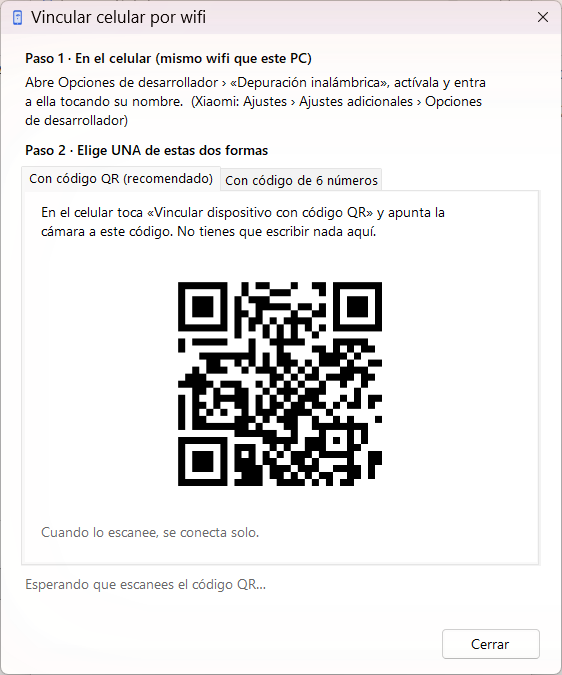 Vincular celular por wifi
Paso 1 · En el celular (mismo wifi que este PC)
Abre Opciones de desarrollador › «Depuración inalámbrica», actívala y entra
a ella tocando su nombre.  (Xiaomi: Ajustes › Ajustes adicionales › Opciones
de desarrollador)
Paso 2 · Elige UNA de estas dos formas
Con código QR (recomendado)
Con código de 6 números
En el celular toca «Vincular dispositivo con código QR» y apunta la
cámara a este código. No tienes que escribir nada aquí.
Cuando lo escanee, se conecta solo.
Esperando que escanees el código QR...
Cerrar